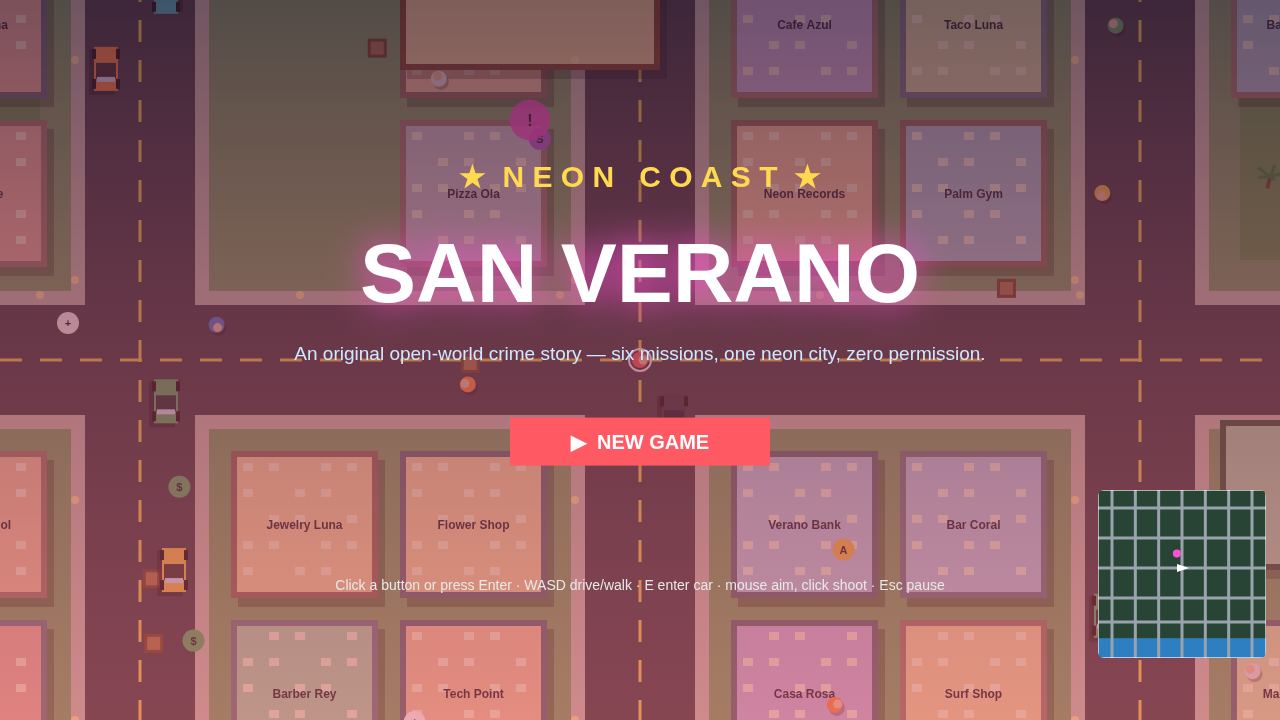 Cafe Azul
Taco Luna
!
S
★ NEON COAST ★
Pizza Ola
Neon Records
Palm Gym
SAN VERANO
+
An original open-world crime story — six missions, one neon city, zero permission.
▶ NEW GAME
$
Jewelry Luna
Flower Shop
Verano Bank
Bar Coral
A
Click a button or press Enter · WASD drive/walk · E enter car · mouse aim, click shoot · Esc pause
$
Barber Rey
Tech Point
Casa Rosa
Surf Shop